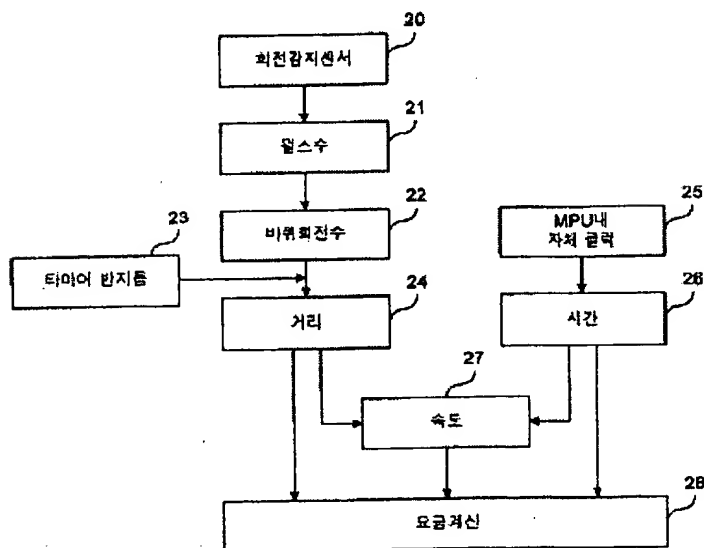 20
회전감지센서
21
펄스수
22
바퀴회전수
23
타이어 반지름
24
거리
25
MPU내
자체 클럭
26
시간
27
속도
28
요금계산